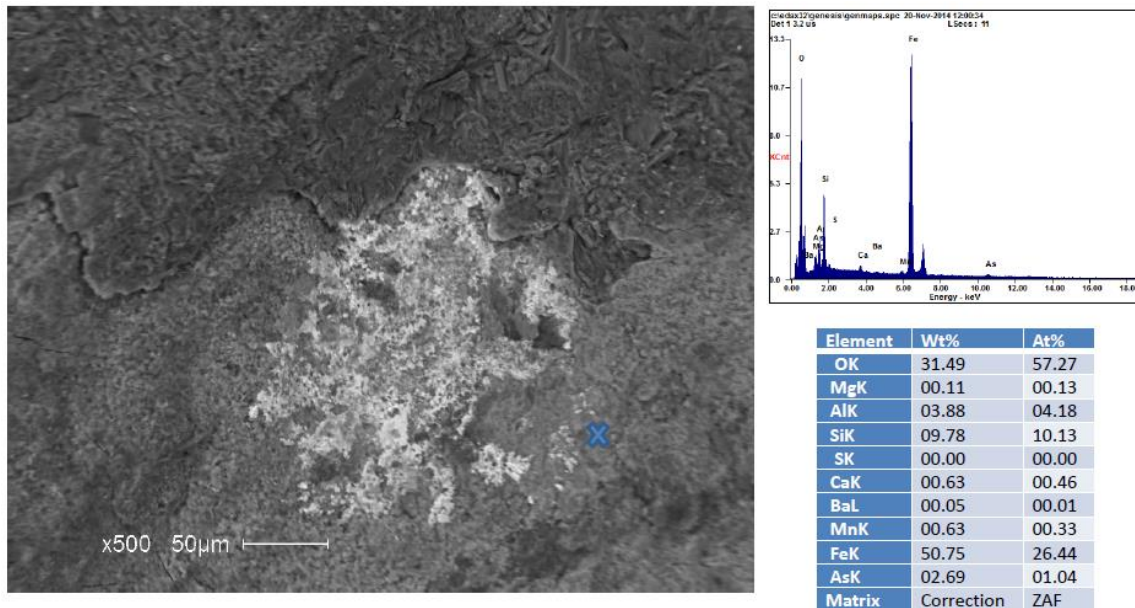 x500 50µm
c:\edax32\genesis\genmaps.spc 20-Nov-2014 12:00:34
Det 1 3.2 us LSecs : 11
13.3
10.7
8.0
KCnt
5.3
2.7
0.0
O
Fe
Si
S
Ba
Ca
Ba
As
0.00 2.00 4.00 6.00 8.00 10.00 12.00 14.00 16.00 18.0
Energy - keV
Element Wt% At%
OK 31.49 57.27
MgK 00.11 00.13
AlK 03.88 04.18
SiK 09.78 10.13
SK 00.00 00.00
CaK 00.63 00.46
BaL 00.05 00.01
MnK 00.63 00.33
FeK 50.75 26.44
AsK 02.69 01.04
Matrix Correction ZAF